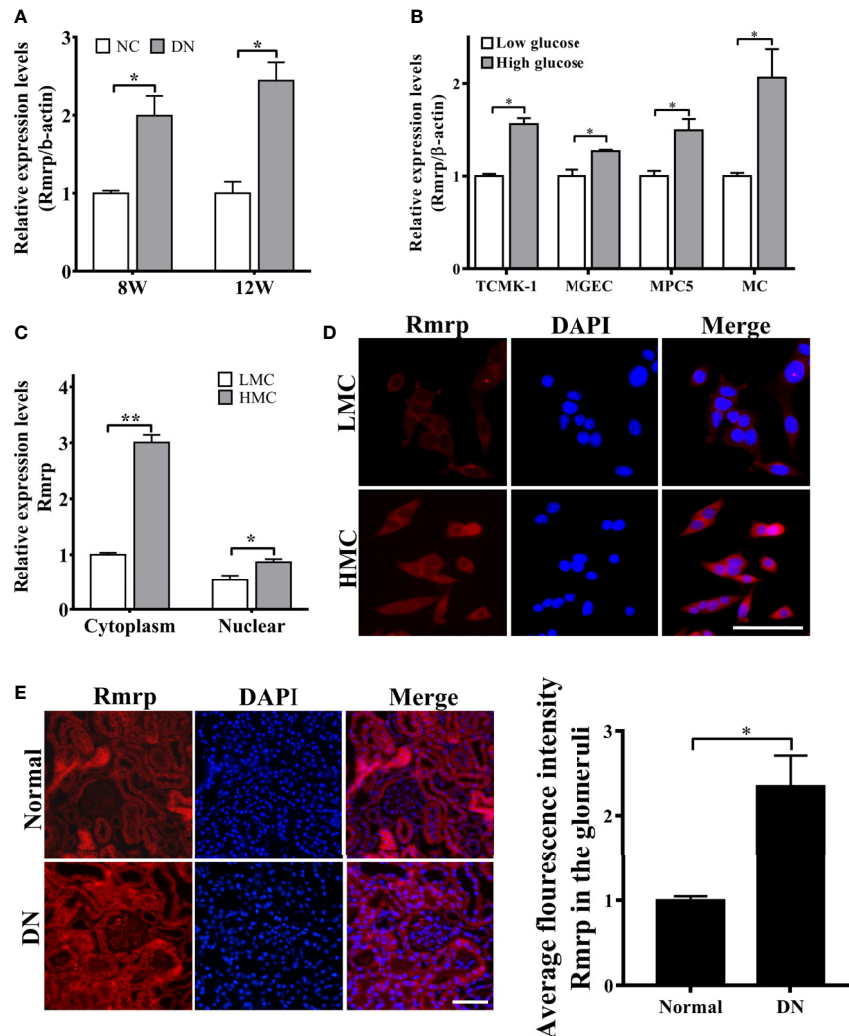 A
Relative expression levels
(Rmrp/b-actin)
NC DN
3
2
1
0
*
*
8W 12W
B
Relative expression levels
(Rmrp/β-actin)
Low glucose
High glucose
2
1
0
*
*
*
*
TCMK-1 MGEC MPC5 MC
C
Relative expression levels
Rmrp
LMC
HMC
4
3
2
1
0
**
*
Cytoplasm Nuclear
D
Rmrp DAPI Merge
LMC
HMC
E
Rmrp DAPI Merge
Normal
DN
Average flourescence intensity
Rmrp in the glomeruli
3
2
1
0
*
Normal DN